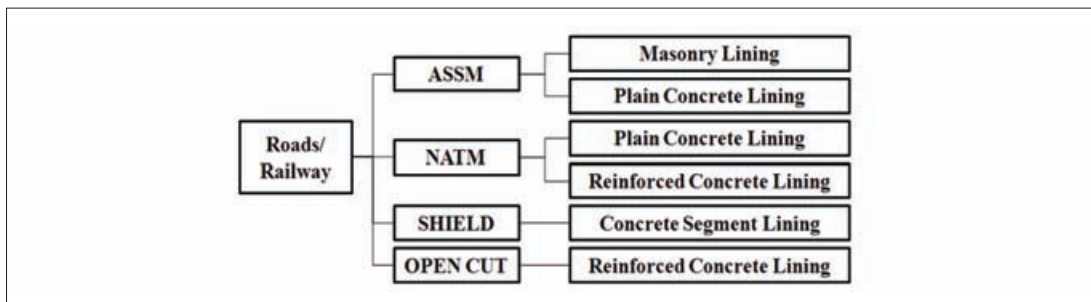 Roads/
Railway
ASSM
Masonry Lining
Plain Concrete Lining
NATM
Plain Concrete Lining
Reinforced Concrete Lining
SHIELD
Concrete Segment Lining
OPEN CUT
Reinforced Concrete Lining